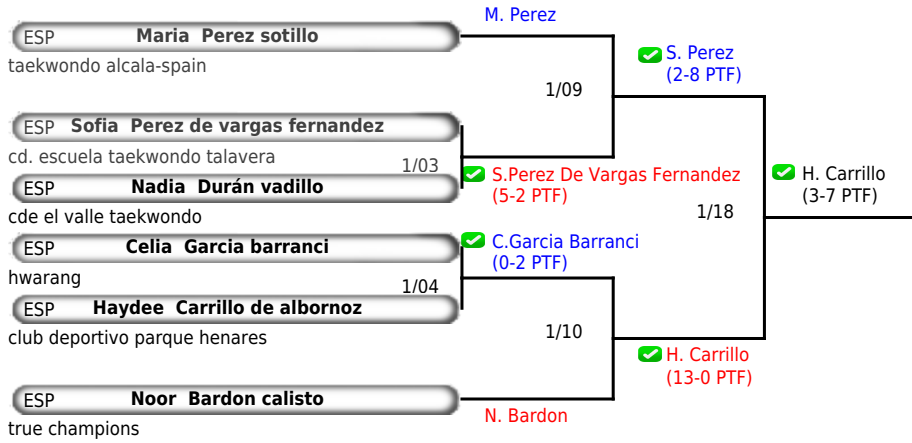 M. Perez
ESP Maria Perez sotillo
taekwondo alcala-spain
S. Perez
(2-8 PTF)
1/09
ESP Sofia Perez de vargas fernandez
cd. escuela taekwondo talavera
1/03
S.Perez De Vargas Fernandez
(5-2 PTF)
ESP Nadia Durán vadillo
cde el valle taekwondo
H. Carrillo
(3-7 PTF)
1/18
ESP Celia Garcia barranci
hwarang
C.Garcia Barranci
(0-2 PTF)
1/04
ESP Haydee Carrillo de albornoz
club deportivo parque henares
1/10
H. Carrillo
(13-0 PTF)
ESP Noor Bardon calisto
true champions
N. Bardon